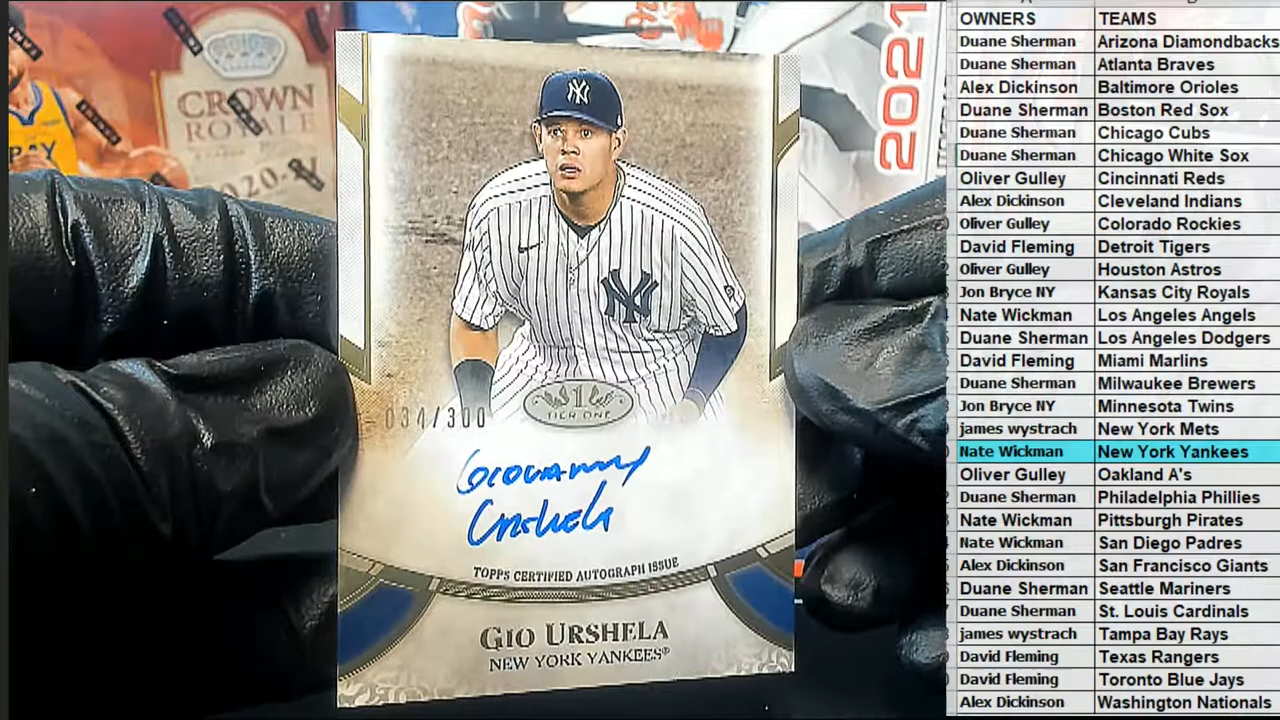 CROWN
ROYALE
2020-21
2021
RAY
NY
NY
034/300
1
TIER ONE
Giovanny
Urshela
TOPPS CERTIFIED AUTOGRAPH ISSUE
GIO URSHELA
NEW YORK YANKEES®
OWNERS TEAMS
Duane Sherman Arizona Diamondbacks
Duane Sherman Atlanta Braves
Alex Dickinson Baltimore Orioles
Duane Sherman Boston Red Sox
Duane Sherman Chicago Cubs
Duane Sherman Chicago White Sox
Oliver Gulley Cincinnati Reds
Alex Dickinson Cleveland Indians
Oliver Gulley Colorado Rockies
David Fleming Detroit Tigers
Oliver Gulley Houston Astros
Jon Bryce NY Kansas City Royals
Nate Wickman Los Angeles Angels
Duane Sherman Los Angeles Dodgers
David Fleming Miami Marlins
Duane Sherman Milwaukee Brewers
Jon Bryce NY Minnesota Twins
james wystrach New York Mets
Nate Wickman New York Yankees
Oliver Gulley Oakland A's
Duane Sherman Philadelphia Phillies
Nate Wickman Pittsburgh Pirates
Nate Wickman San Diego Padres
Alex Dickinson San Francisco Giants
Duane Sherman Seattle Mariners
Duane Sherman St. Louis Cardinals
james wystrach Tampa Bay Rays
David Fleming Texas Rangers
David Fleming Toronto Blue Jays
Alex Dickinson Washington Nationals